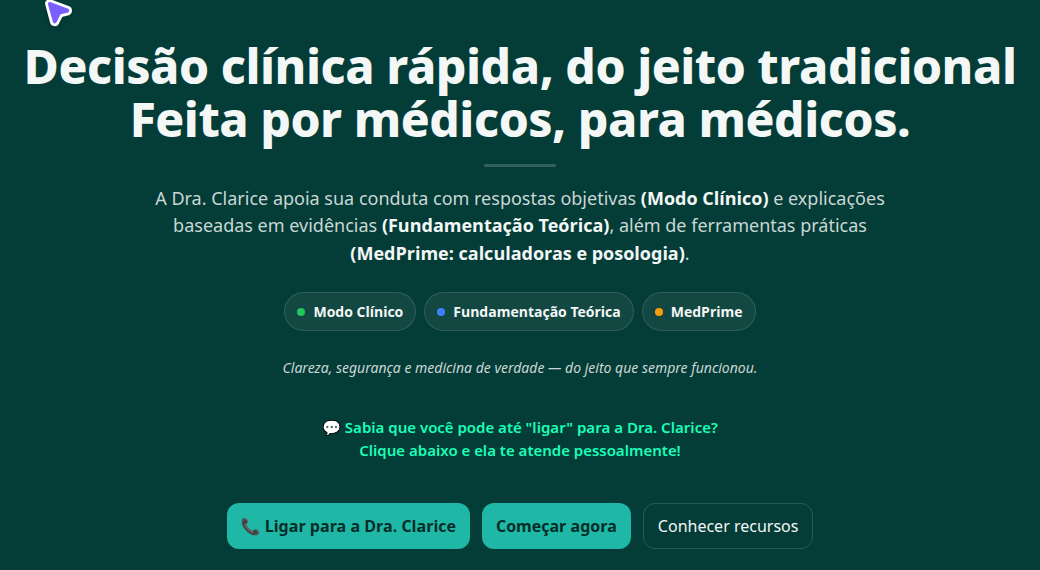 Decisão clínica rápida, do jeito tradicional
Feita por médicos, para médicos.
A Dra. Clarice apoia sua conduta com respostas objetivas (Modo Clínico) e explicações
baseadas em evidências (Fundamentação Teórica), além de ferramentas práticas
(MedPrime: calculadoras e posologia).
Modo Clínico
Fundamentação Teórica
MedPrime
Clareza, segurança e medicina de verdade — do jeito que sempre funcionou.
💬 Sabia que você pode até "ligar" para a Dra. Clarice?
Clique abaixo e ela te atende pessoalmente!
📞 Ligar para a Dra. Clarice
Começar agora
Conhecer recursos